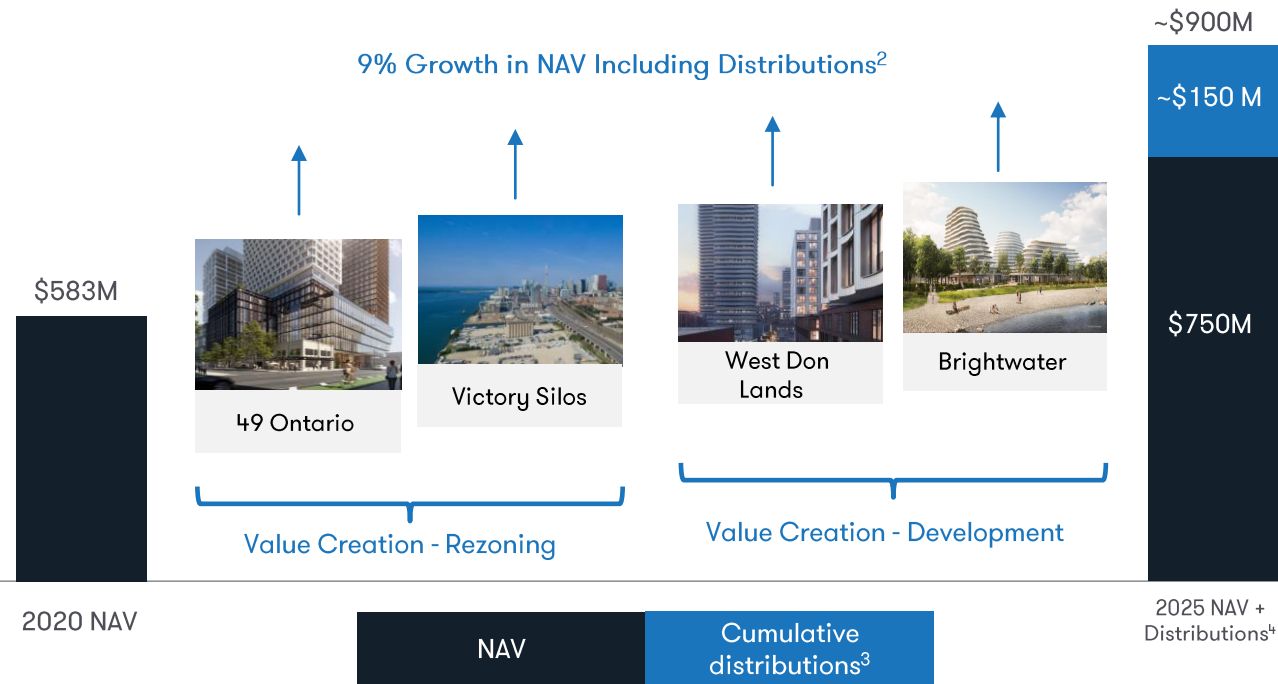 ~$900M
9% Growth in NAV Including Distributions²
~$150 M
$583M
$750M
49 Ontario
Victory Silos
West Don
Lands
Brightwater
Value Creation - Rezoning
Value Creation - Development
2020 NAV
NAV
Cumulative
distributions³
2025 NAV +
Distributions⁴